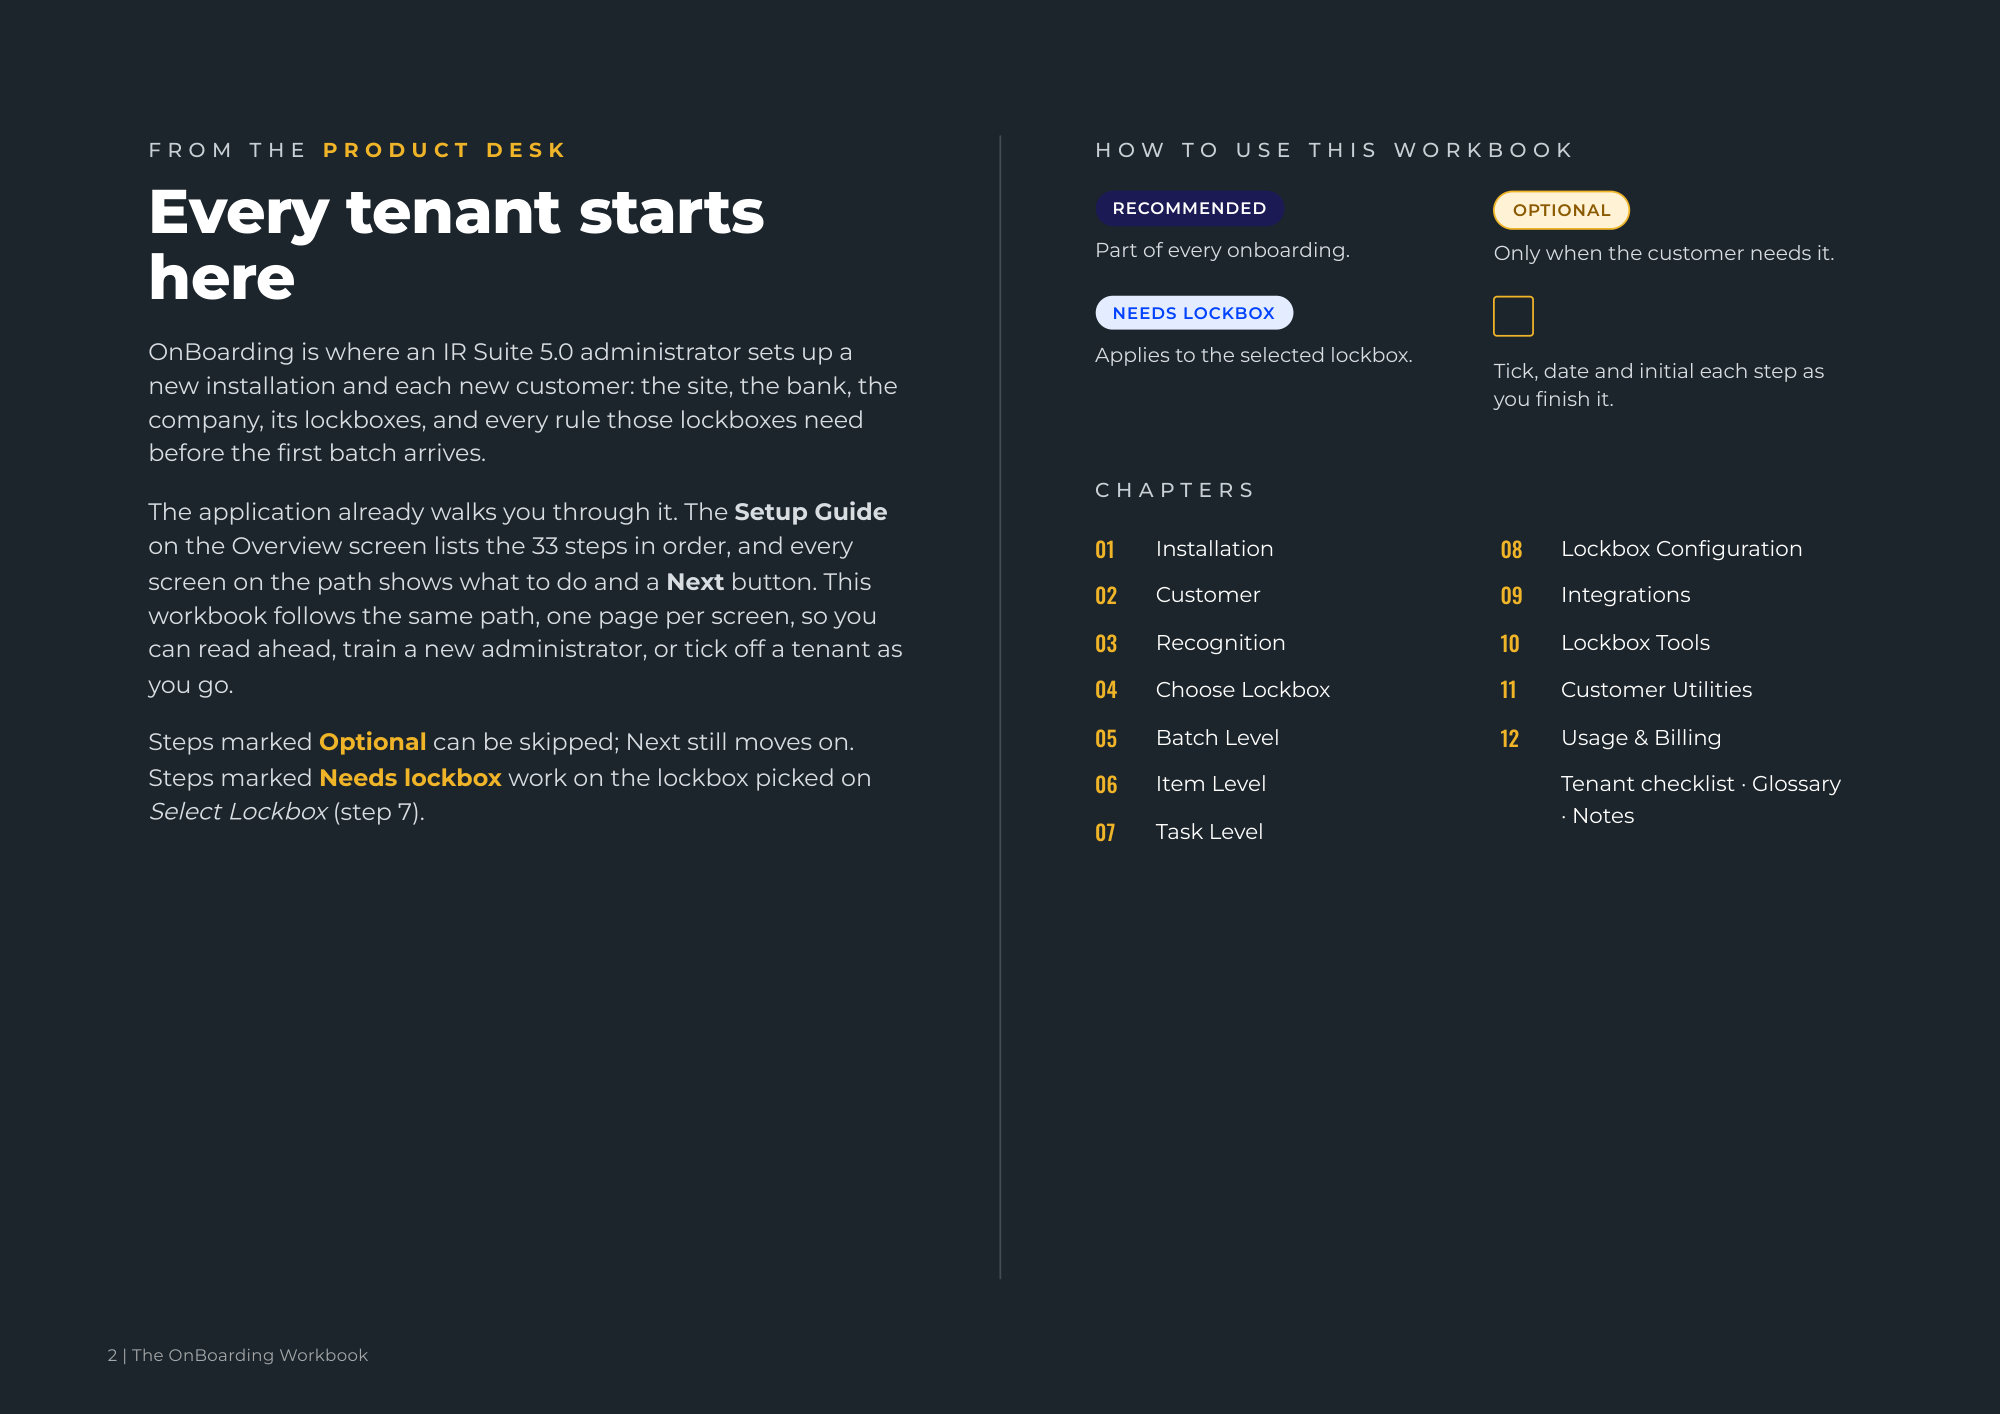 FROM THE PRODUCT DESK
Every tenant starts
here
OnBoarding is where an IR Suite 5.0 administrator sets up a
new installation and each new customer: the site, the bank, the
company, its lockboxes, and every rule those lockboxes need
before the first batch arrives.
The application already walks you through it. The Setup Guide
on the Overview screen lists the 33 steps in order, and every
screen on the path shows what to do and a Next button. This
workbook follows the same path, one page per screen, so you
can read ahead, train a new administrator, or tick off a tenant as
you go.
Steps marked Optional can be skipped; Next still moves on.
Steps marked Needs lockbox work on the lockbox picked on
Select Lockbox (step 7).
HOW TO USE THIS WORKBOOK
RECOMMENDED
Part of every onboarding.
OPTIONAL
Only when the customer needs it.
NEEDS LOCKBOX
Applies to the selected lockbox.
Tick, date and initial each step as
you finish it.
CHAPTERS
01 Installation
02 Customer
03 Recognition
04 Choose Lockbox
05 Batch Level
06 Item Level
07 Task Level
08 Lockbox Configuration
09 Integrations
10 Lockbox Tools
11 Customer Utilities
12 Usage & Billing
Tenant checklist · Glossary
· Notes
2 | The OnBoarding Workbook